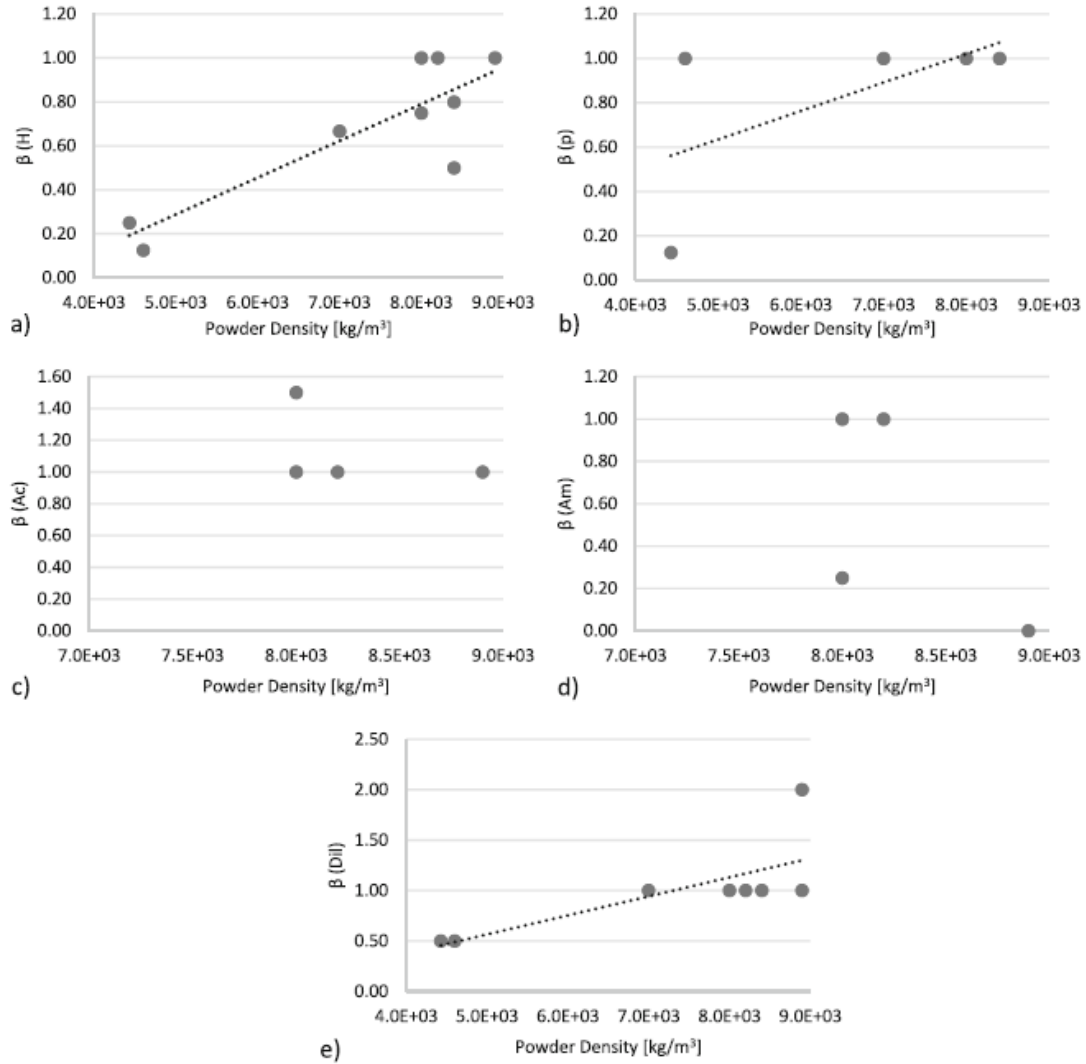 1.20
1.00
0.80
0.60
0.40
0.20
0.00
β (H)
4.0E+03 5.0E+03 6.0E+03 7.0E+03 8.0E+03 9.0E+03
Powder Density [kg/m³]
a)
1.20
1.00
0.80
0.60
0.40
0.20
0.00
β (p)
4.0E+03 5.0E+03 6.0E+03 7.0E+03 8.0E+03 9.0E+03
Powder Density [kg/m³]
b)
1.60
1.40
1.20
1.00
0.80
0.60
0.40
0.20
0.00
β (Ac)
7.0E+03 7.5E+03 8.0E+03 8.5E+03 9.0E+03
Powder Density [kg/m³]
c)
1.20
1.00
0.80
0.60
0.40
0.20
0.00
β (Am)
7.0E+03 7.5E+03 8.0E+03 8.5E+03 9.0E+03
Powder Density [kg/m³]
d)
2.50
2.00
1.50
1.00
0.50
0.00
β (Dil)
4.0E+03 5.0E+03 6.0E+03 7.0E+03 8.0E+03 9.0E+03
Powder Density [kg/m³]
e)